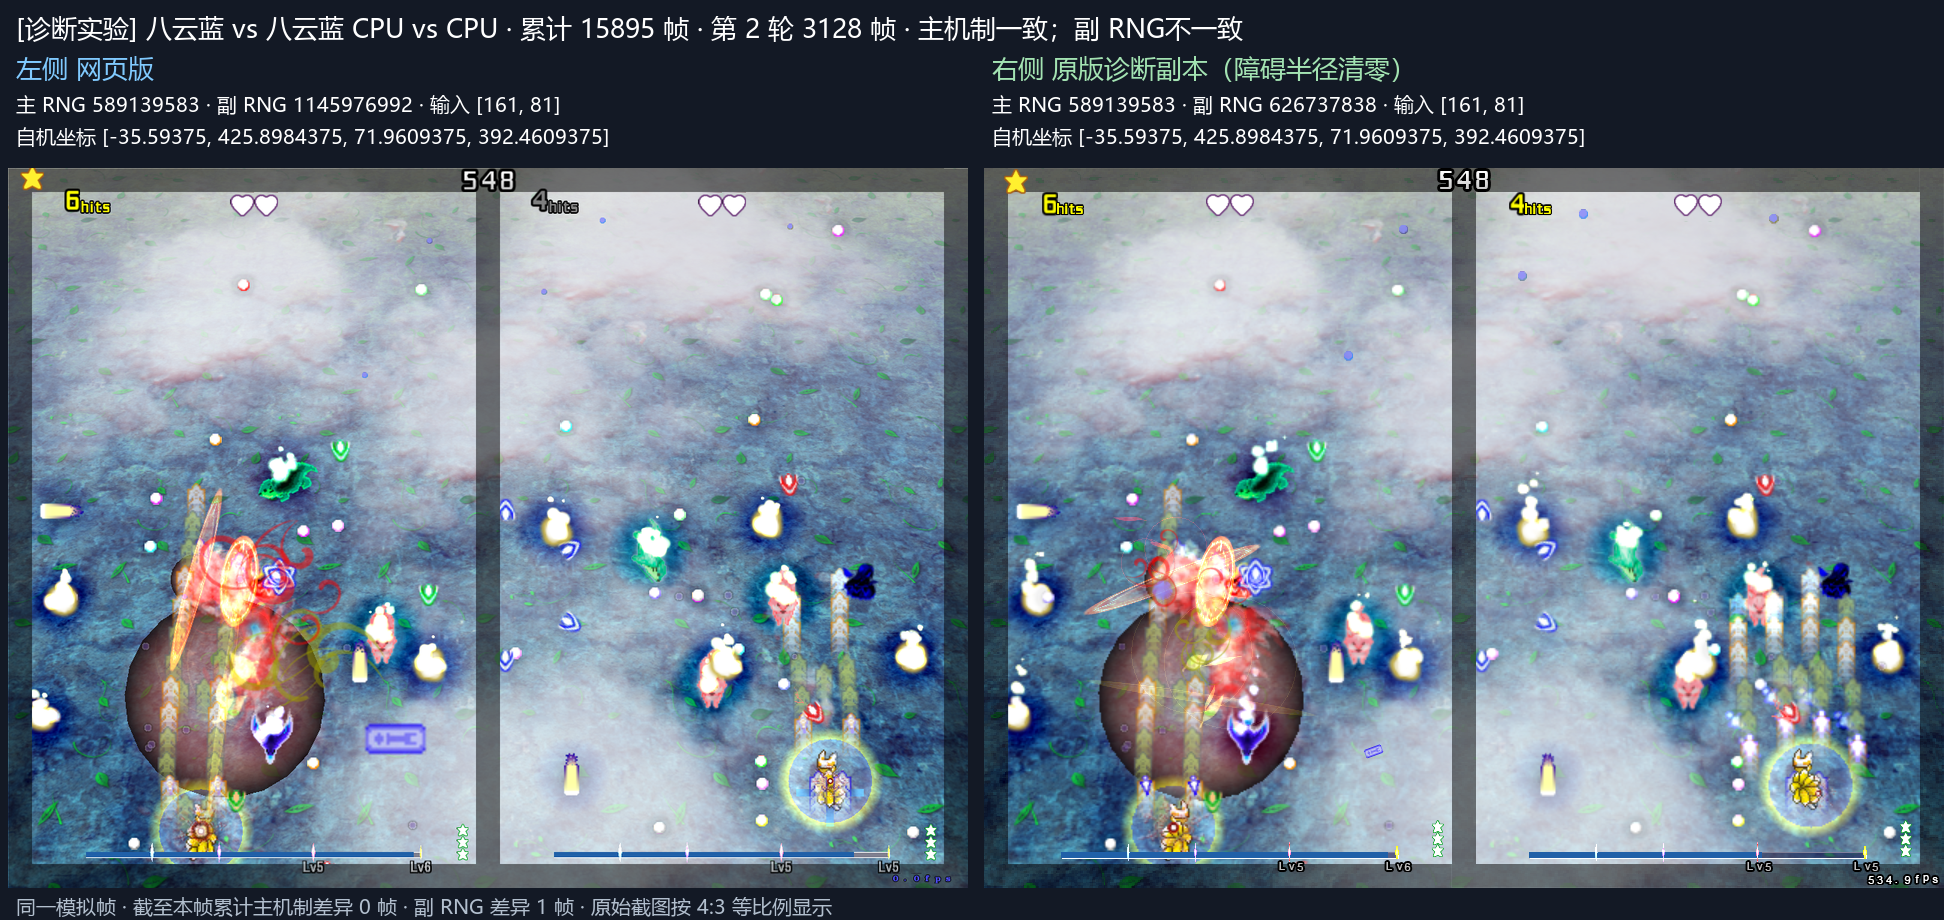 [诊断实验] 八云蓝 vs 八云蓝 CPU vs CPU · 累计 15895 帧 · 第 2 轮 3128 帧 · 主机制一致；副 RNG不一致
左侧 网页版
主 RNG 589139583 · 副 RNG 1145976992 · 输入 [161, 81]
自机坐标 [-35.59375, 425.8984375, 71.9609375, 392.4609375]
右侧 原版诊断副本（障碍半径清零）
主 RNG 589139583 · 副 RNG 626737838 · 输入 [161, 81]
自机坐标 [-35.59375, 425.8984375, 71.9609375, 392.4609375]
548
6hits
4hits
Lv5
Lv6
Lv5
Lv5
0.0fps
548
6hits
4hits
Lv5
Lv6
Lv5
Lv5
534.9fps
同一模拟帧 · 截至本帧累计主机制差异 0 帧 · 副 RNG 差异 1 帧 · 原始截图按 4:3 等比例显示